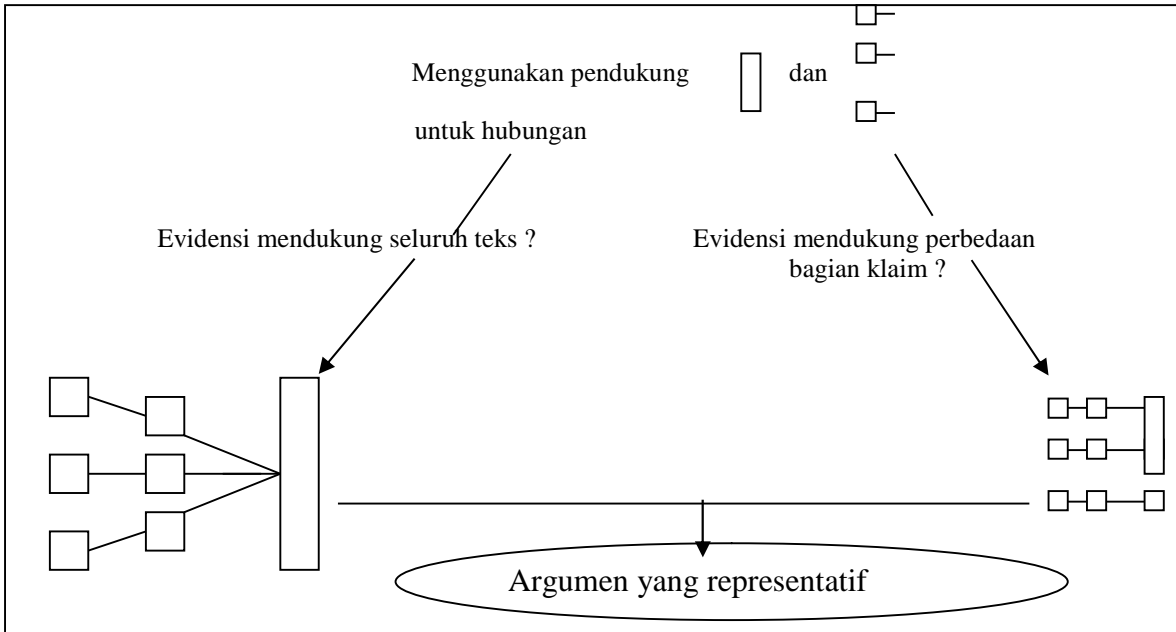 Menggunakan pendukung dan
untuk hubungan
Evidensi mendukung seluruh teks ?
Evidensi mendukung perbedaan
bagian klaim ?
Argumen yang representatif